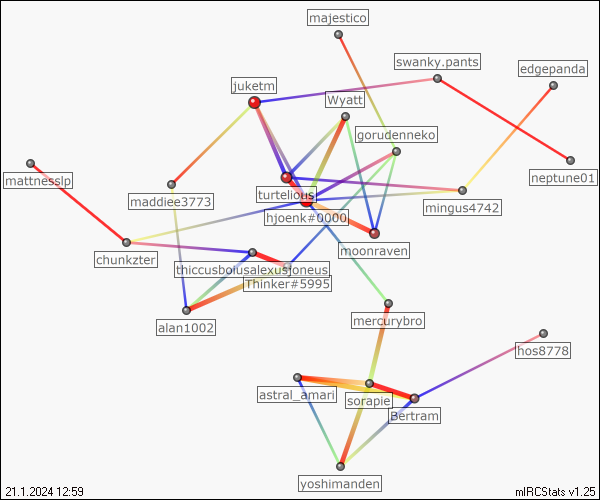 majestico
swanky.pants
edgepanda
juketm
Wyatt
gorudenneko
neptune01
mattnesslp
maddiee3773
turtelious
mingus4742
hjoenk#0000
moonraven
chunkzter
thiccusboiusalexusjoneus
Thinker#5995
alan1002
mercurybro
hos8778
astral_amari
sorapie
Bertram
yoshimanden
21.1.2024 12:59
mIRCStats v1.25